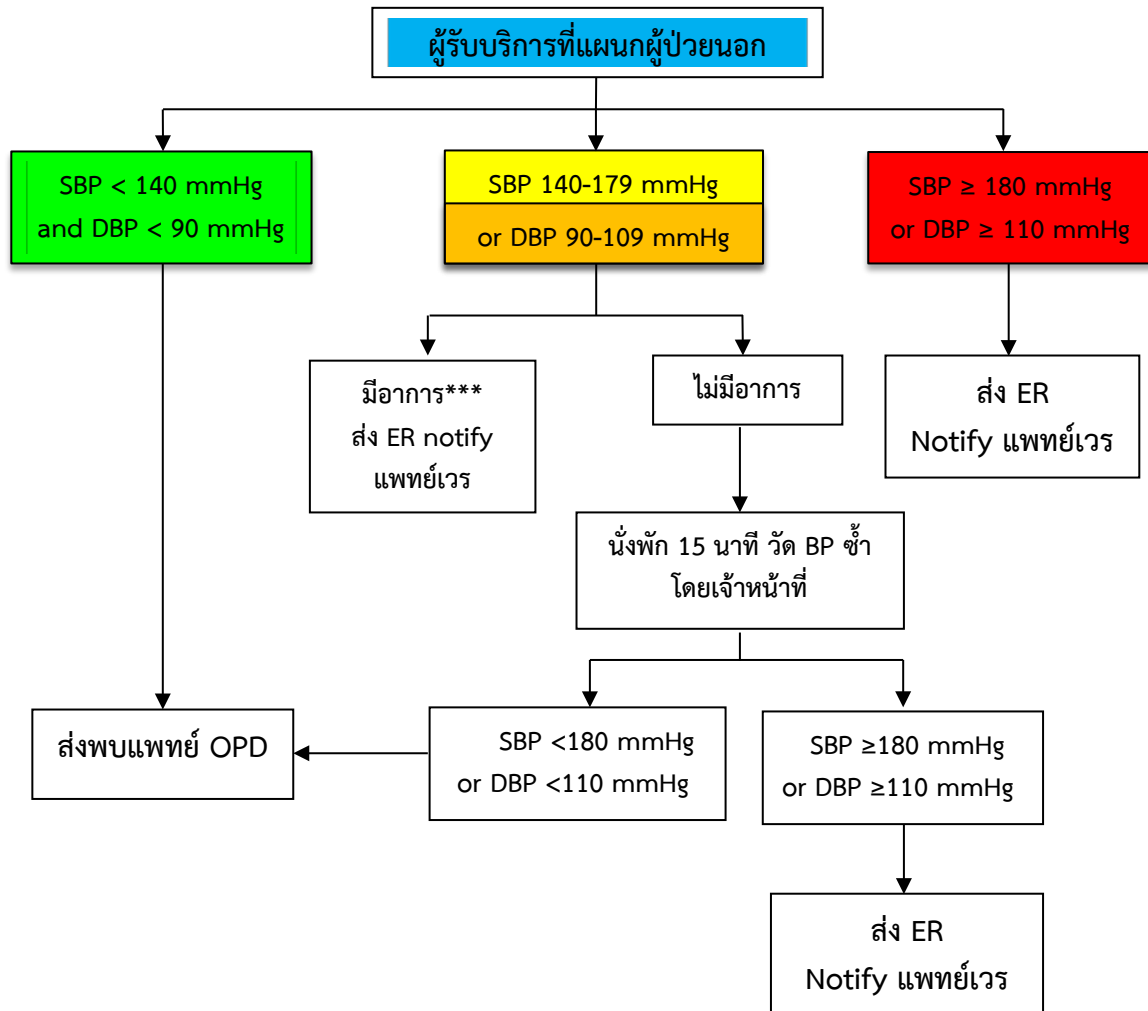 ผู้รับบริการที่แผนกผู้ป่วยนอก
SBP < 140 mmHg
and DBP < 90 mmHg
SBP 140-179 mmHg
or DBP 90-109 mmHg
SBP ≥ 180 mmHg
or DBP ≥ 110 mmHg
มีอาการ***
ส่ง ER notify
แพทย์เวร
ไม่มีอาการ
ส่ง ER
Notify แพทย์เวร
นั่งพัก 15 นาที วัด BP ซ้ำ
โดยเจ้าหน้าที่
ส่งพบแพทย์ OPD
SBP <180 mmHg
or DBP <110 mmHg
SBP ≥180 mmHg
or DBP ≥110 mmHg
ส่ง ER
Notify แพทย์เวร